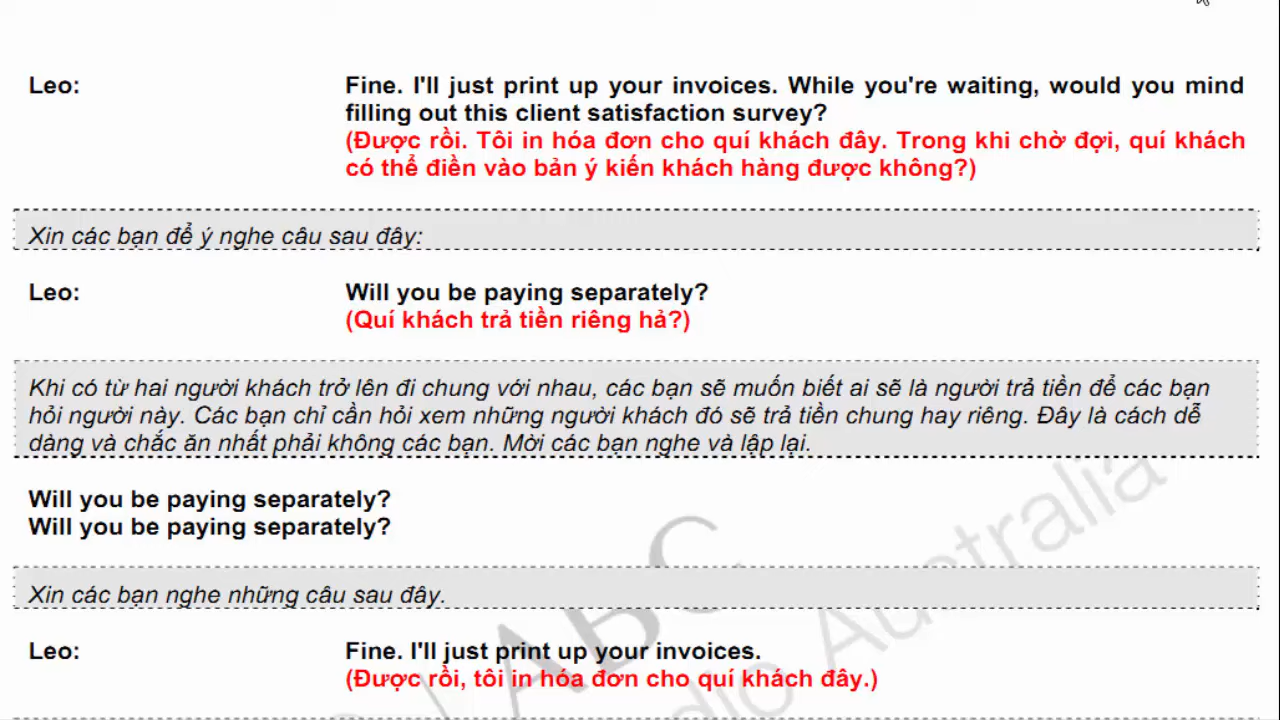 Leo: Fine. I'll just print up your invoices. While you're waiting, would you mind
filling out this client satisfaction survey?
(Được rồi. Tôi in hóa đơn cho quí khách đây. Trong khi chờ đợi, quí khách
có thể điền vào bản ý kiến khách hàng được không?)
Xin các bạn để ý nghe câu sau đây:
Leo: Will you be paying separately?
(Quí khách trả tiền riêng hả?)
Khi có từ hai người khách trở lên đi chung với nhau, các bạn sẽ muốn biết ai sẽ là người trả tiền để các bạn
hỏi người này. Các bạn chỉ cần hỏi xem những người khách đó sẽ trả tiền chung hay riêng. Đây là cách dễ
dàng và chắc ăn nhất phải không các bạn. Mời các bạn nghe và lập lại.
Will you be paying separately?
Will you be paying separately?
Xin các bạn nghe những câu sau đây.
Leo: Fine. I'll just print up your invoices.
(Được rồi, tôi in hóa đơn cho quí khách đây.)
ABC
Australia